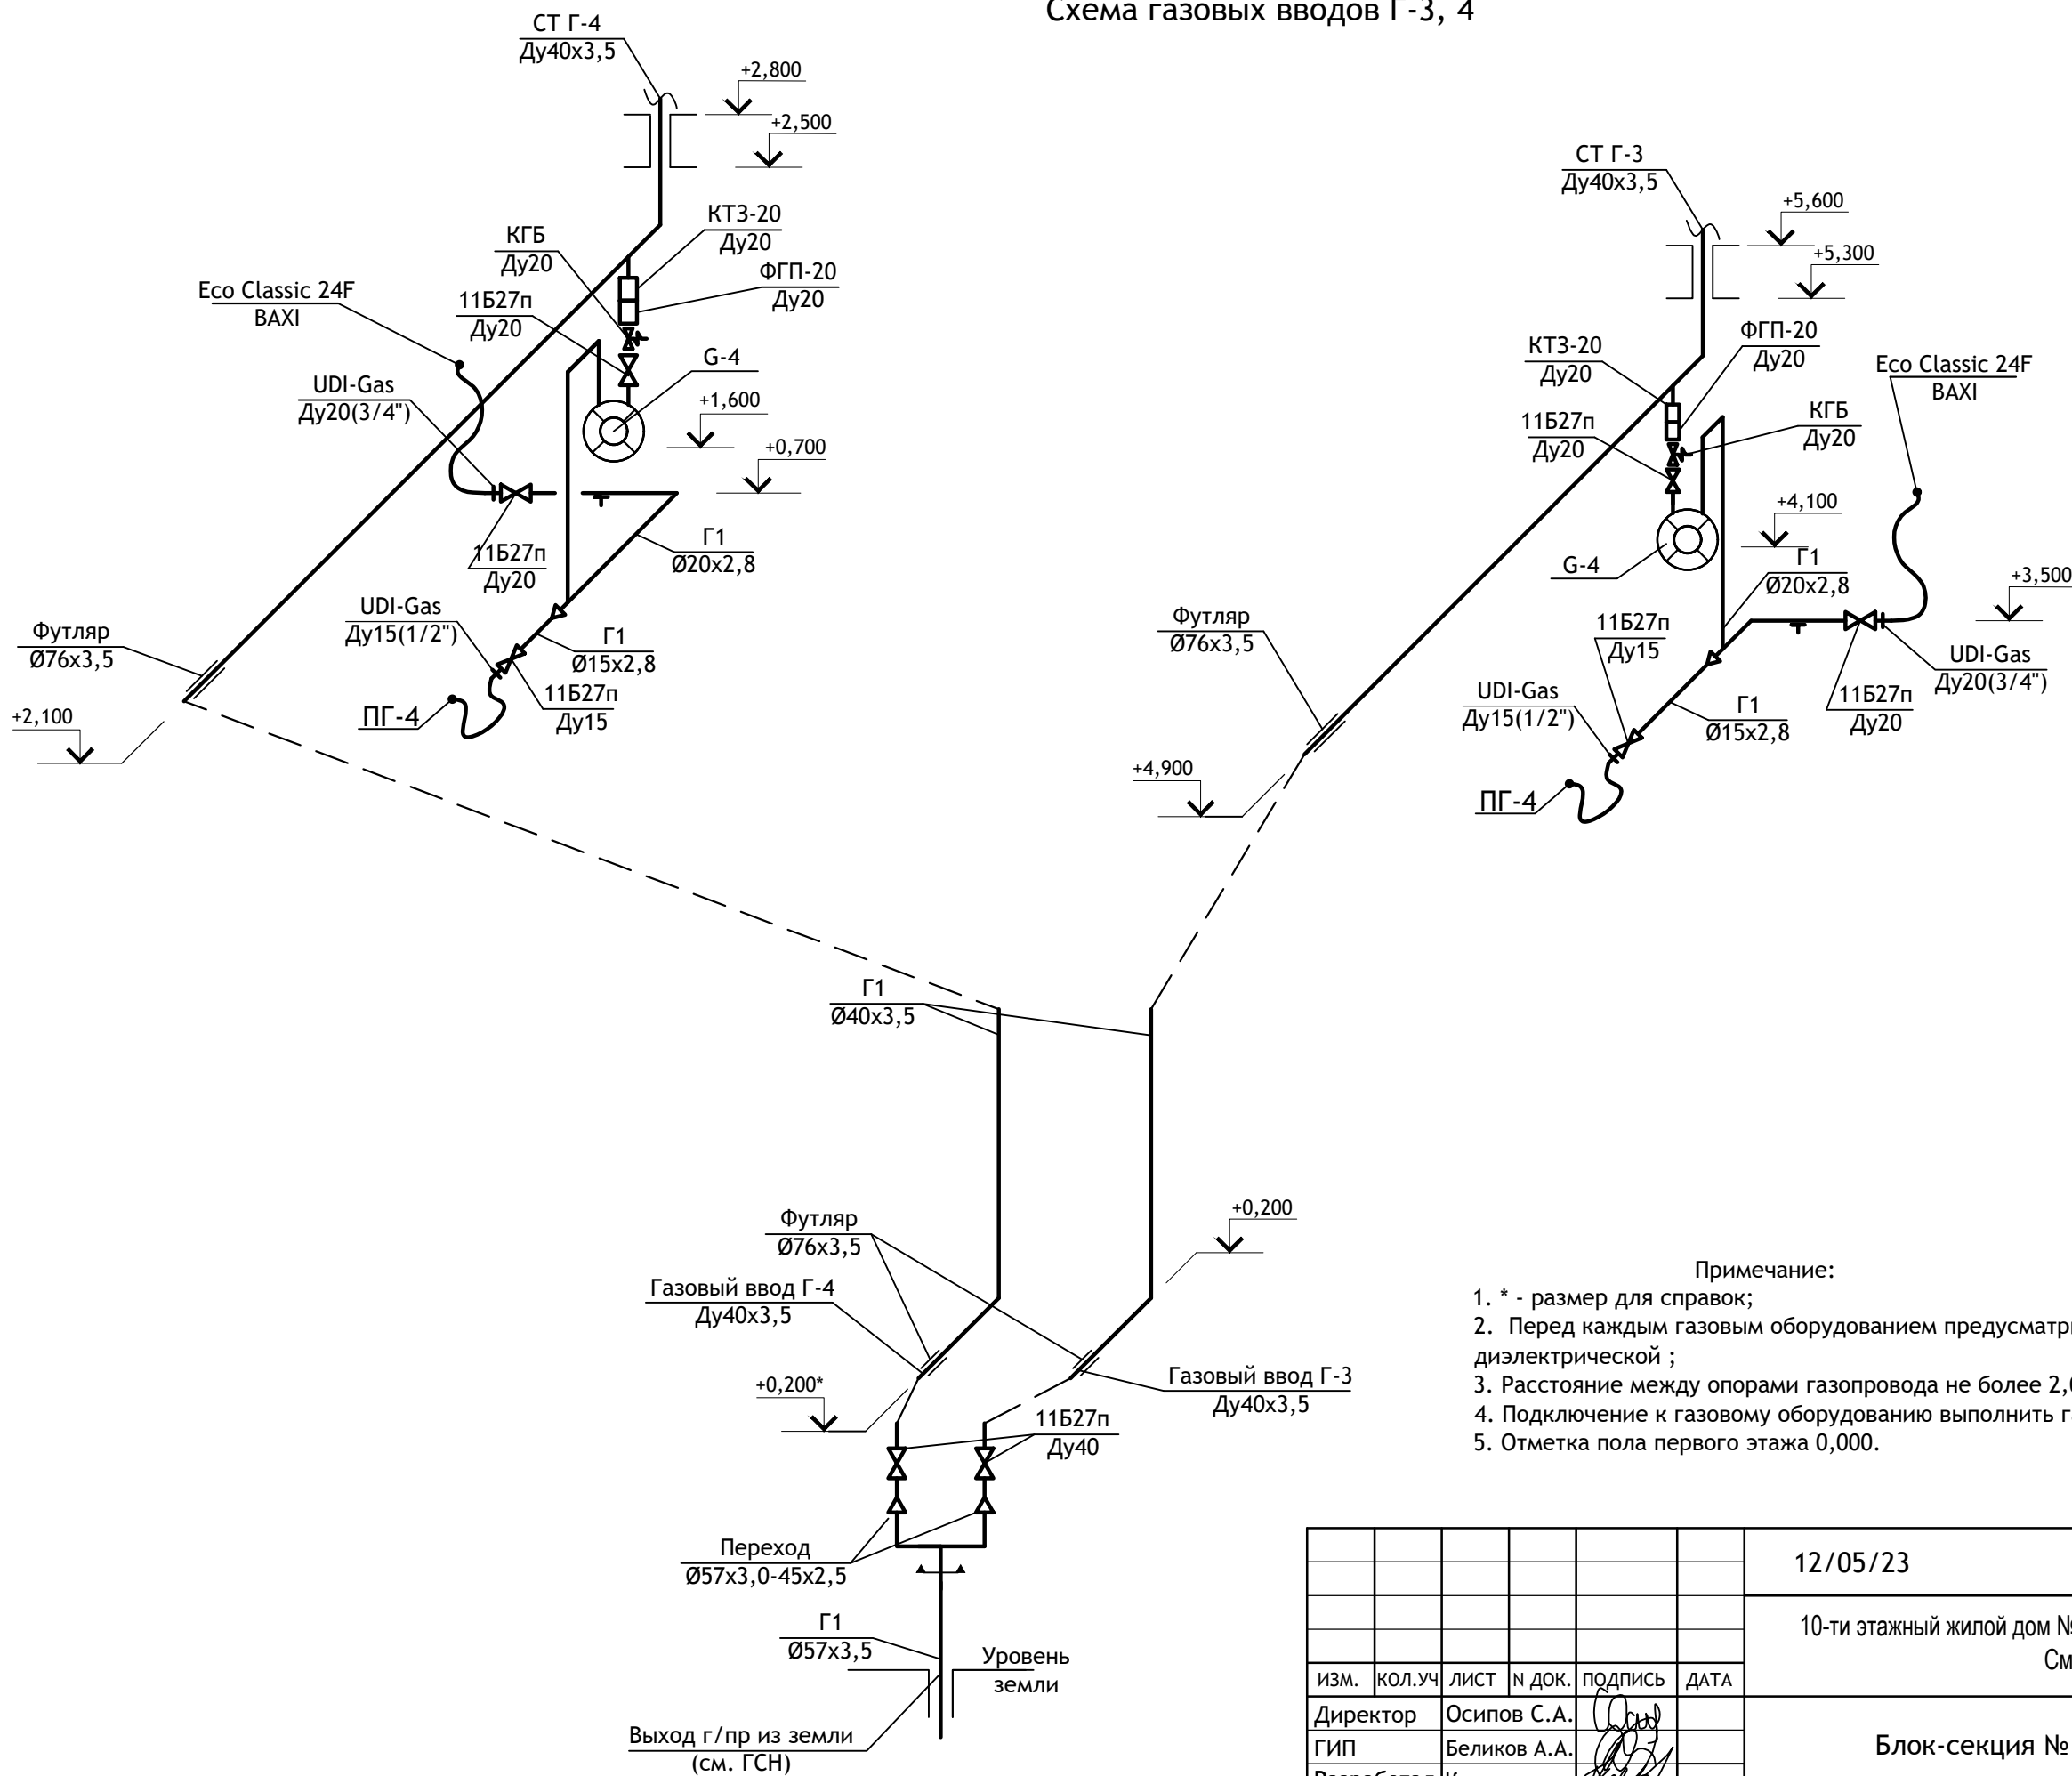 Схема газовых вводов Г-3, 4
СТ Г-4
Ду40х3,5
+2,800
+2,500
КТЗ-20
Ду20
КГБ
Ду20
ФГП-20
Ду20
Eco Classic 24F
BAXI
11Б27п
Ду20
G-4
UDI-Gas
Ду20(3/4")
+1,600
+0,700
11Б27п
Ду20
Г1
Ø20х2,8
UDI-Gas
Ду15(1/2")
Г1
Ø15х2,8
Футляр
Ø76х3,5
11Б27п
Ду15
ПГ-4
+2,100
СТ Г-3
Ду40х3,5
+5,600
+5,300
ФГП-20
Ду20
КТЗ-20
Ду20
Eco Classic 24F
BAXI
КГБ
Ду20
11Б27п
Ду20
+4,100
G-4
Г1
Ø20х2,8
+3,500
Футляр
Ø76х3,5
11Б27п
Ду15
UDI-Gas
Ду20(3/4")
UDI-Gas
Ду15(1/2")
11Б27п
Ду20
Г1
Ø15х2,8
+4,900
ПГ-4
Г1
Ø40х3,5
+0,200
Футляр
Ø76х3,5
Газовый ввод Г-4
Ду40х3,5
+0,200*
Газовый ввод Г-3
Ду40х3,5
11Б27п
Ду40
Переход
Ø57х3,0-45х2,5
Г1
Ø57х3,5
Уровень
земли
Выход г/пр из земли
(см. ГСН)
Примечание:
1. * - размер для справок;
2. Перед каждым газовым оборудованием предусматр
диэлектрической ;
3. Расстояние между опорами газопровода не более 2,
4. Подключение к газовому оборудованию выполнить г
5. Отметка пола первого этажа 0,000.
12/05/23
10-ти этажный жилой дом №
См
ИЗМ. КОЛ.УЧ ЛИСТ N ДОК. ПОДПИСЬ ДАТА
Директор Осипов С.А.
ГИП Беликов А.А.
Блок-секция №
Разработал